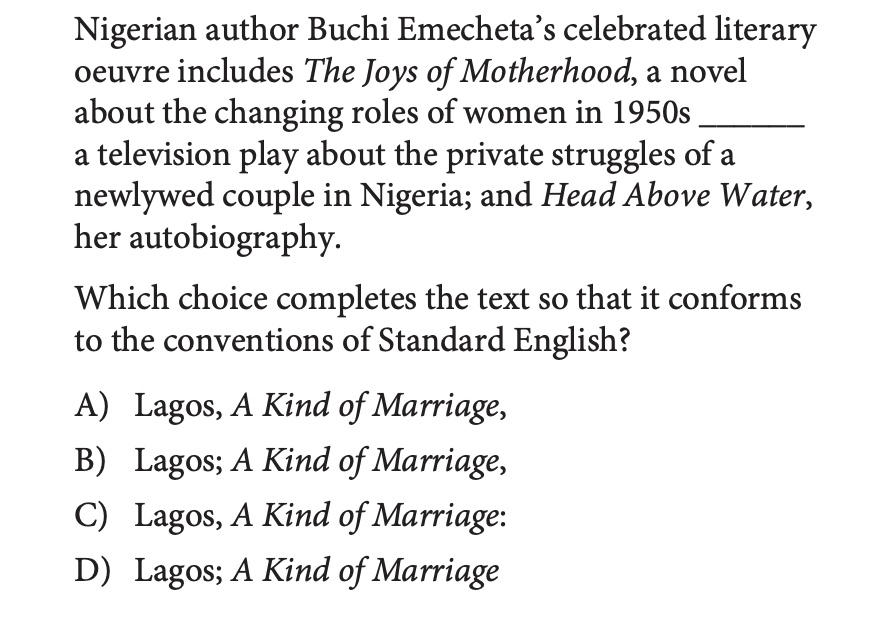 Nigerian author Buchi Emecheta’s celebrated literary
oeuvre includes The Joys of Motherhood, a novel
about the changing roles of women in 1950s ______
a television play about the private struggles of a
newlywed couple in Nigeria; and Head Above Water,
her autobiography.
Which choice completes the text so that it conforms
to the conventions of Standard English?
A) Lagos, A Kind of Marriage,
B) Lagos; A Kind of Marriage,
C) Lagos, A Kind of Marriage:
D) Lagos; A Kind of Marriage